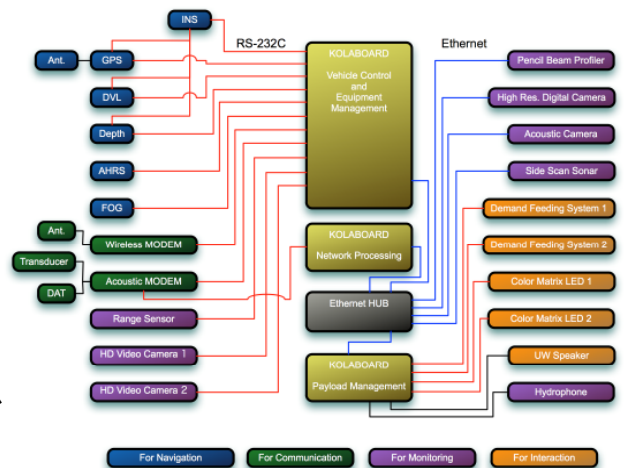 INS
RS-232C
Ethernet
Ant.
GPS
DVL
Depth
AHRS
FOG
Ant.
Wireless MODEM
Transducer
Acoustic MODEM
DAT
Range Sensor
HD Video Camera 1
HD Video Camera 2
KOLABOARD
Vehicle Control
and
Equipment
Management
KOLABOARD
Network Processing
Ethernet HUB
KOLABOARD
Payload Management
Pencil Beam Profiler
High Res. Digital Camera
Acoustic Camera
Side Scan Sonar
Demand Feeding System 1
Demand Feeding System 2
Color Matrix LED 1
Color Matrix LED 2
UW Speaker
Hydrophone
For Navigation
For Communication
For Monitoring
For Interaction